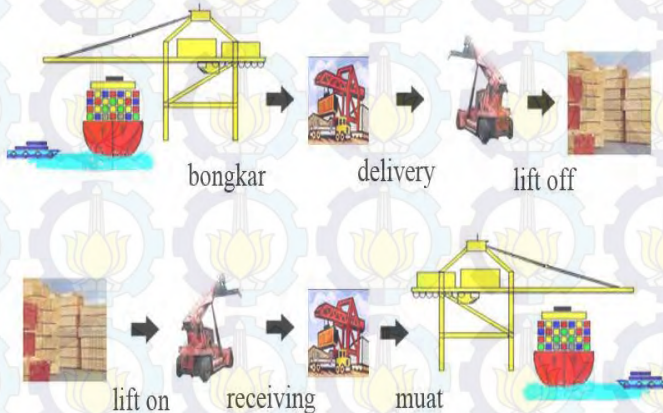 bongkar
delivery
lift off
lift on
receiving
muat